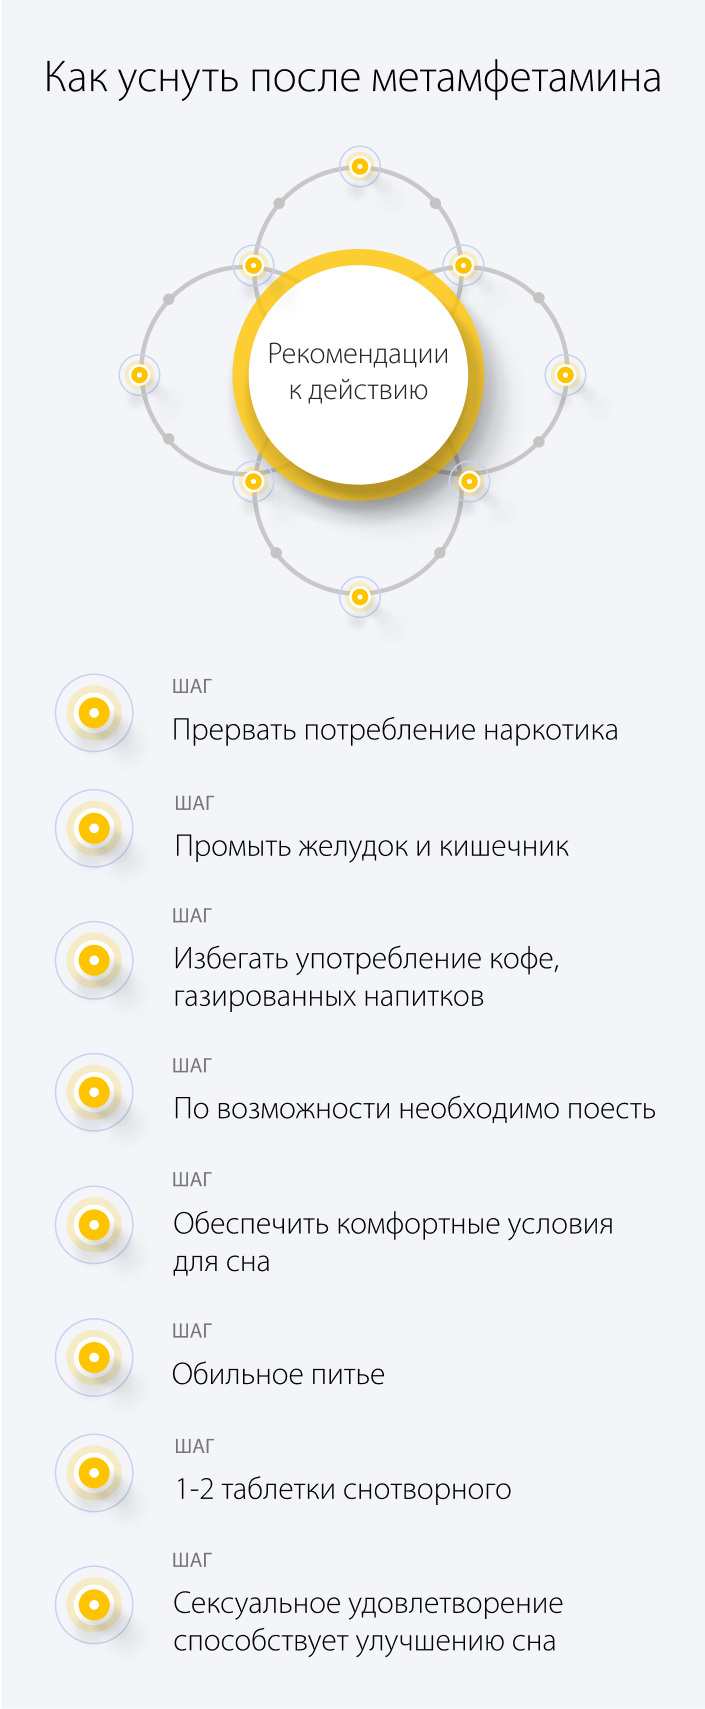 Как уснуть после метамфетамина
Рекомендации
к действию
ШАГ
Прервать потребление наркотика
ШАГ
Промыть желудок и кишечник
ШАГ
Избегать употребление кофе,
газированных напитков
ШАГ
По возможности необходимо поесть
ШАГ
Обеспечить комфортные условия
для сна
ШАГ
Обильное питье
ШАГ
1-2 таблетки снотворного
ШАГ
Сексуальное удовлетворение
способствует улучшению сна